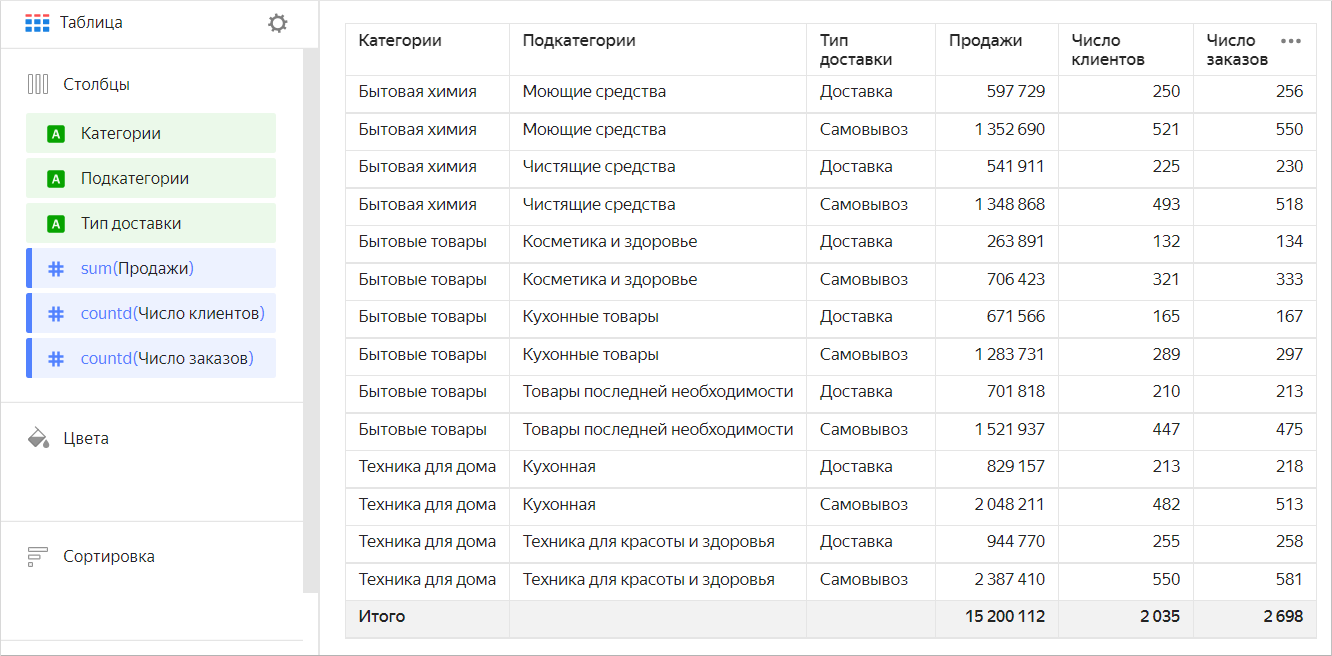 Таблица
Столбцы
Категории
Подкатегории
Тип доставки
sum(Продажи)
countd(Число клиентов)
countd(Число заказов)
Цвета
Сортировка
Категории Подкатегории Тип доставки Продажи Число клиентов Число заказов
Бытовая химия Моющие средства Доставка 597 729 250 256
Бытовая химия Моющие средства Самовывоз 1 352 690 521 550
Бытовая химия Чистящие средства Доставка 541 911 225 230
Бытовая химия Чистящие средства Самовывоз 1 348 868 493 518
Бытовые товары Косметика и здоровье Доставка 263 891 132 134
Бытовые товары Косметика и здоровье Самовывоз 706 423 321 333
Бытовые товары Кухонные товары Доставка 671 566 165 167
Бытовые товары Кухонные товары Самовывоз 1 283 731 289 297
Бытовые товары Товары последней необходимости Доставка 701 818 210 213
Бытовые товары Товары последней необходимости Самовывоз 1 521 937 447 475
Техника для дома Кухонная Доставка 829 157 213 218
Техника для дома Кухонная Самовывоз 2 048 211 482 513
Техника для дома Техника для красоты и здоровья Доставка 944 770 255 258
Техника для дома Техника для красоты и здоровья Самовывоз 2 387 410 550 581
Итого 15 200 112 2 035 2 698